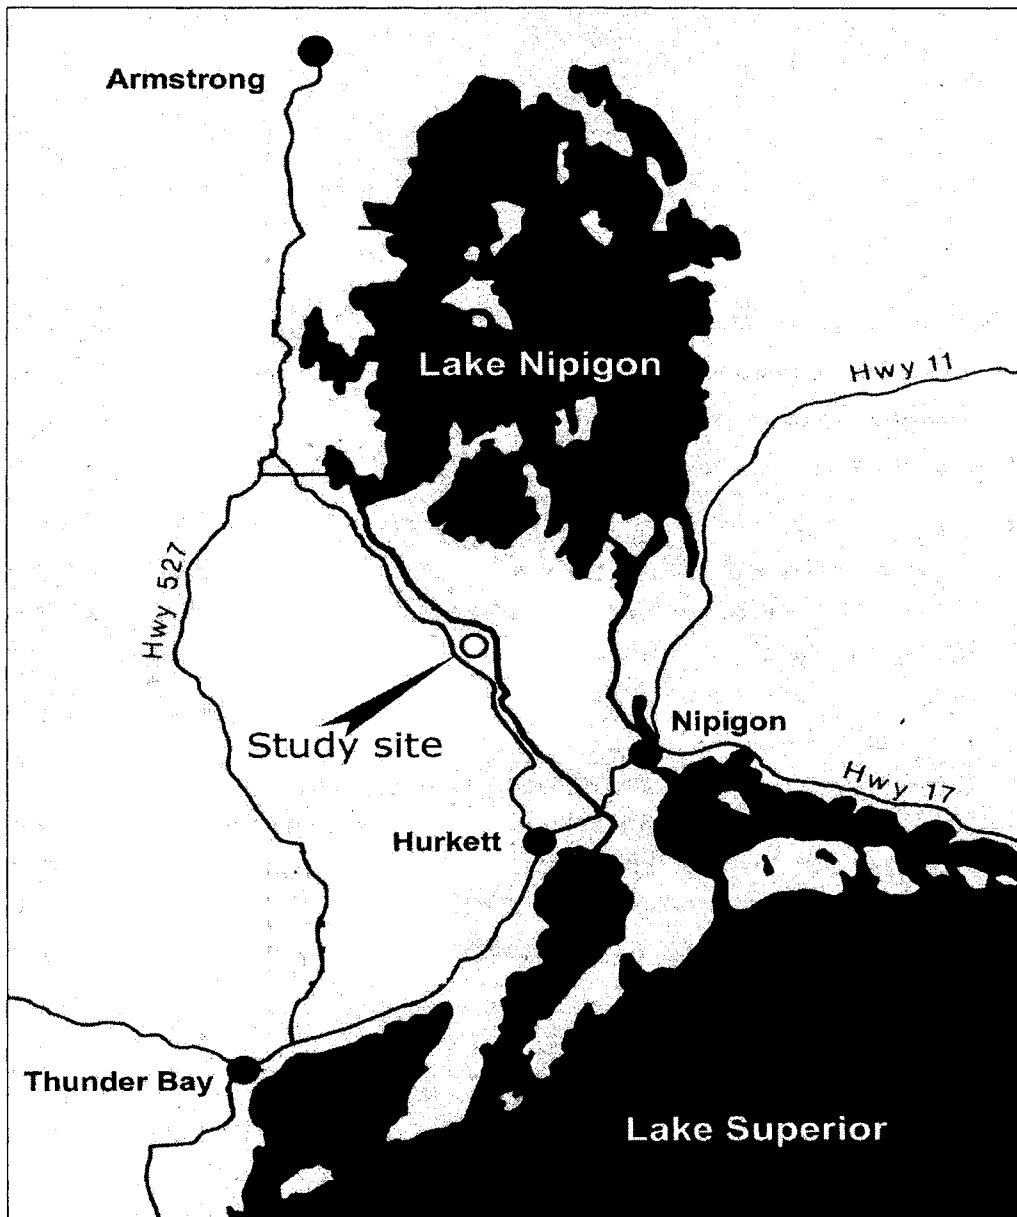 Armstrong
Lake Nipigon
Hwy 11
Hwy 527
Study site
Nipigon
Hwy 17
Hurkett
Thunder Bay
Lake Superior